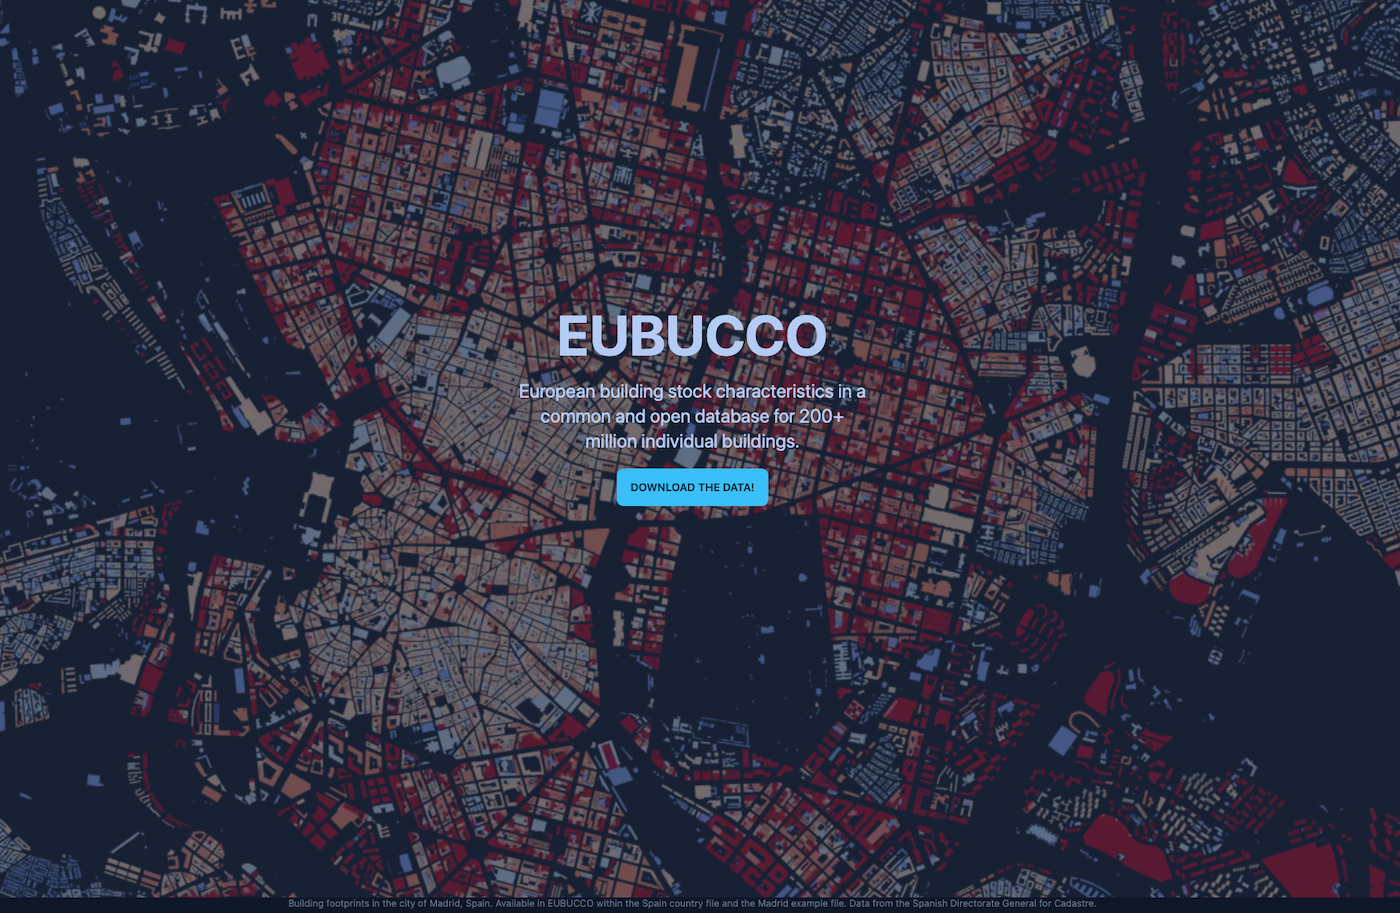 EUBUCCO
European building stock characteristics in a
common and open database for 200+
million individual buildings.
DOWNLOAD THE DATA!
Building footprints in the city of Madrid, Spain. Available in EUBUCCO within the Spain country file and the Madrid example file. Data from the Spanish Directorate General for Cadastre.